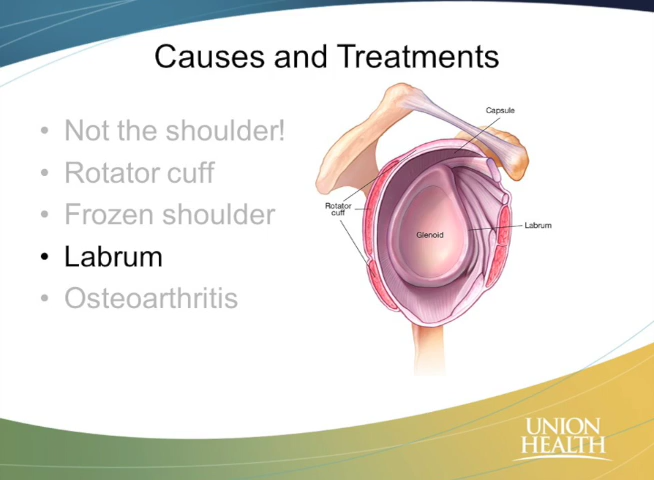 Causes and Treatments
• Not the shoulder!
• Rotator cuff
• Frozen shoulder
• Labrum
• Osteoarthritis
Capsule
Rotator
cuff
Labrum
Glenoid
UNION
HEALTH